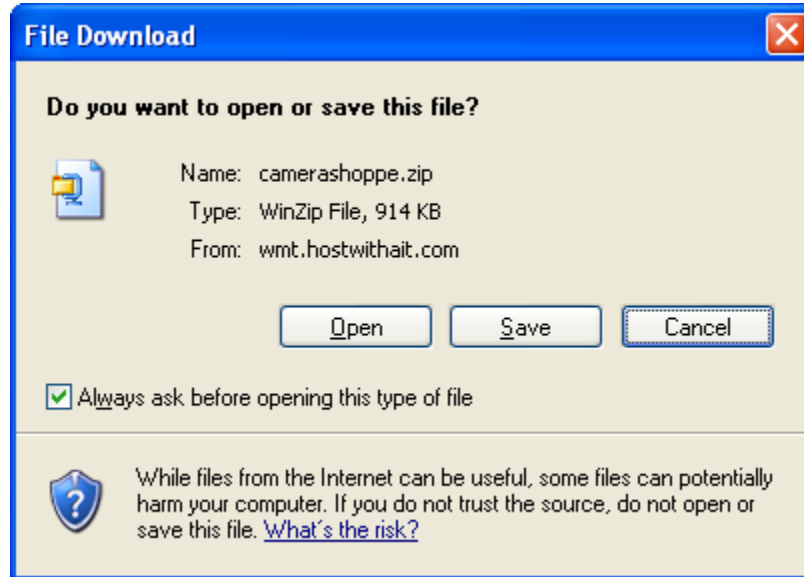 File Download
Do you want to open or save this file?
Name: camerashoppe.zip
Type: WinZip File, 914 KB
From: wmt.hostwithait.com
Open Save Cancel
Always ask before opening this type of file
While files from the Internet can be useful, some files can potentially
harm your computer. If you do not trust the source, do not open or
save this file. What's the risk?